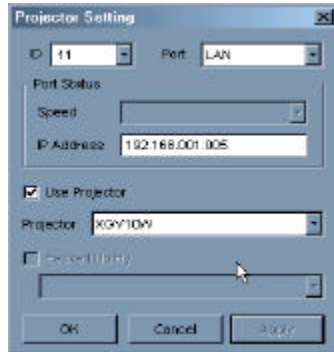 Projector Setting
ID 11 Port LAN
Port Status
Speed
IP Address 192.168.001.005
Use Projector
Projector XGV10W
OK Cancel Apply